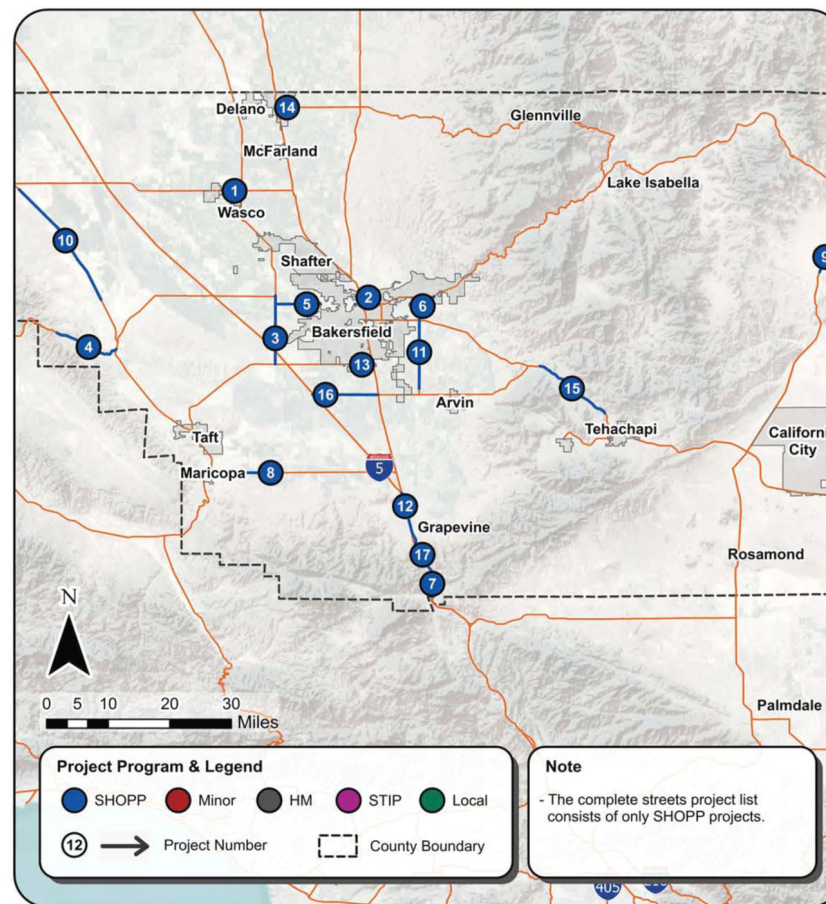 14
Delano
Glennville
McFarland
Lake Isabella
1
Wasco
10
9
Shafter
2
5
6
Bakersfield
3
4
11
13
15
16
Arvin
Tehachapi
Californi
City
Taft
Maricopa
8
5
12
Grapevine
17
Rosamond
7
N
0 5 10 20 30
Miles
Palmdale
Project Program & Legend
SHOPP
Minor
HM
STIP
Local
12
Project Number
County Boundary
Note
- The complete streets project list
consists of only SHOPP projects.
405